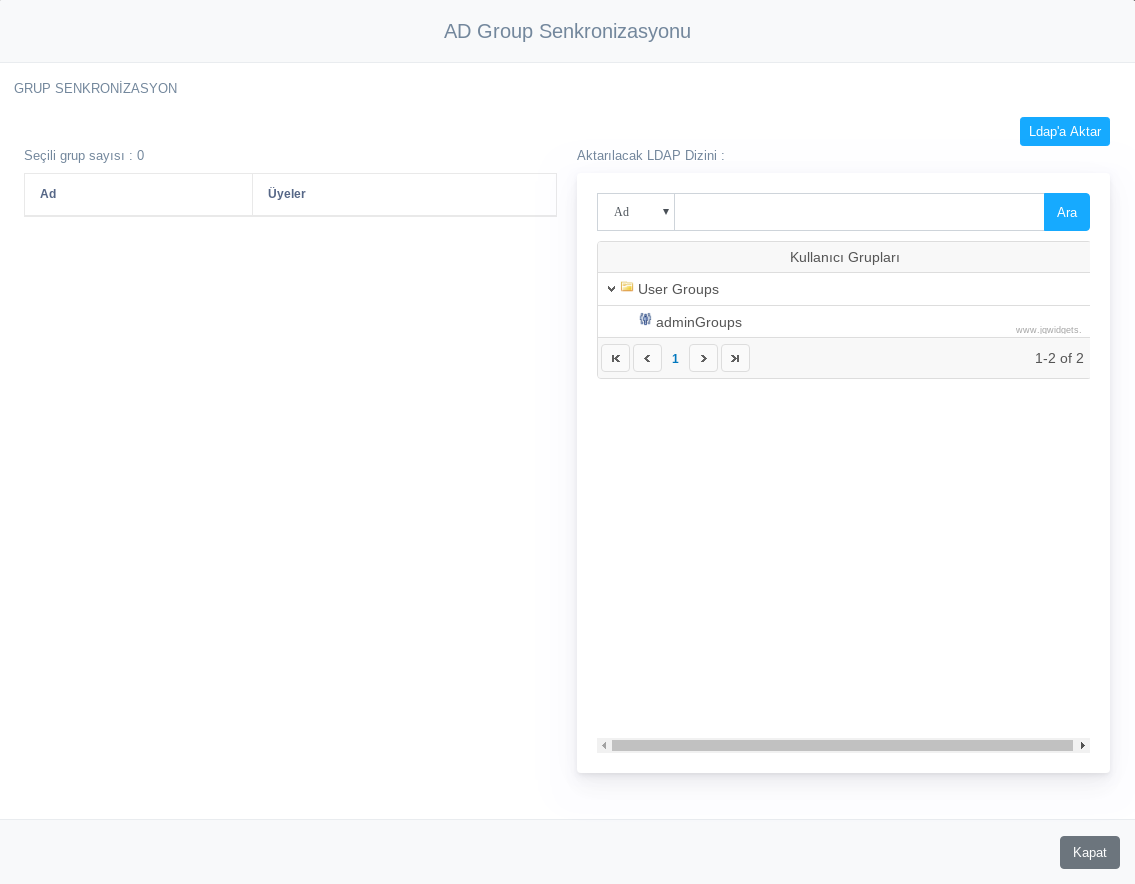 AD Group Senkronizasyonu
GRUP SENKRONİZASYON
Ldap'a Aktar
Seçili grup sayısı : 0
Aktarılacak LDAP Dizini :
Ad Üyeler
Ad Ara
Kullanıcı Grupları
User Groups
adminGroups
www.jqwidgets.
1 1-2 of 2
Kapat